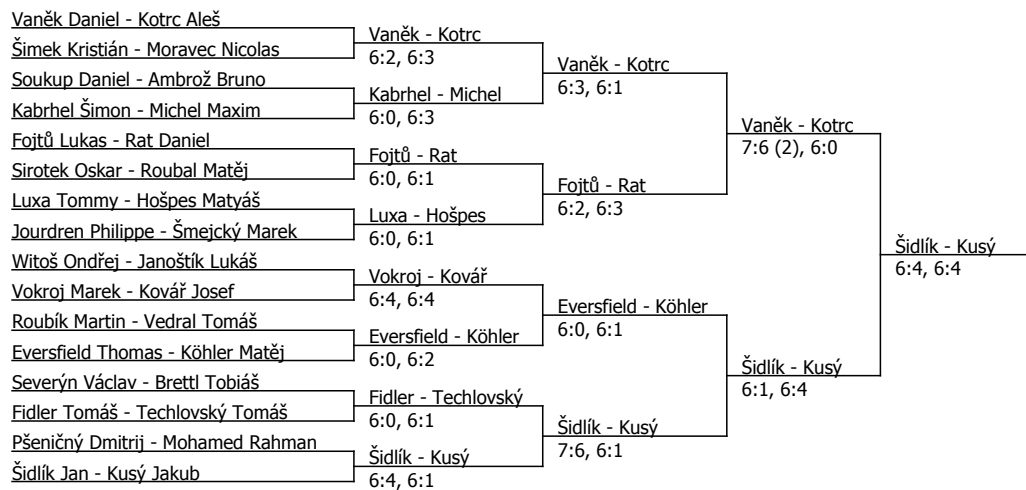 Vaněk Daniel - Kotrc Aleš
Šimek Kristián - Moravec Nicolas
Soukup Daniel - Ambrož Bruno
Kabrhel Šimon - Michel Maxim
Fojtů Lukas - Rat Daniel
Sirotek Oskar - Roubal Matěj
Luxa Tommy - Hošpes Matyáš
Jourdren Philippe - Šmejcký Marek
Witoš Ondřej - Janoštík Lukáš
Vokroj Marek - Kovář Josef
Roubík Martin - Vedral Tomáš
Eversfield Thomas - Köhler Matěj
Severýn Václav - Brettl Tobiáš
Fidler Tomáš - Techlovský Tomáš
Pšeničný Dmitrij - Mohamed Rahman
Šidlík Jan - Kusý Jakub
Vaněk - Kotrc
6:2, 6:3
Kabrhel - Michel
6:0, 6:3
Fojtů - Rat
6:0, 6:1
Luxa - Hošpes
6:0, 6:1
Vokroj - Kovář
6:4, 6:4
Eversfield - Köhler
6:0, 6:2
Fidler - Techlovský
6:0, 6:1
Šidlík - Kusý
6:4, 6:1
Vaněk - Kotrc
6:3, 6:1
Fojtů - Rat
6:2, 6:3
Eversfield - Köhler
6:0, 6:1
Šidlík - Kusý
7:6, 6:1
Vaněk - Kotrc
7:6 (2), 6:0
Šidlík - Kusý
6:1, 6:4
Šidlík - Kusý
6:4, 6:4